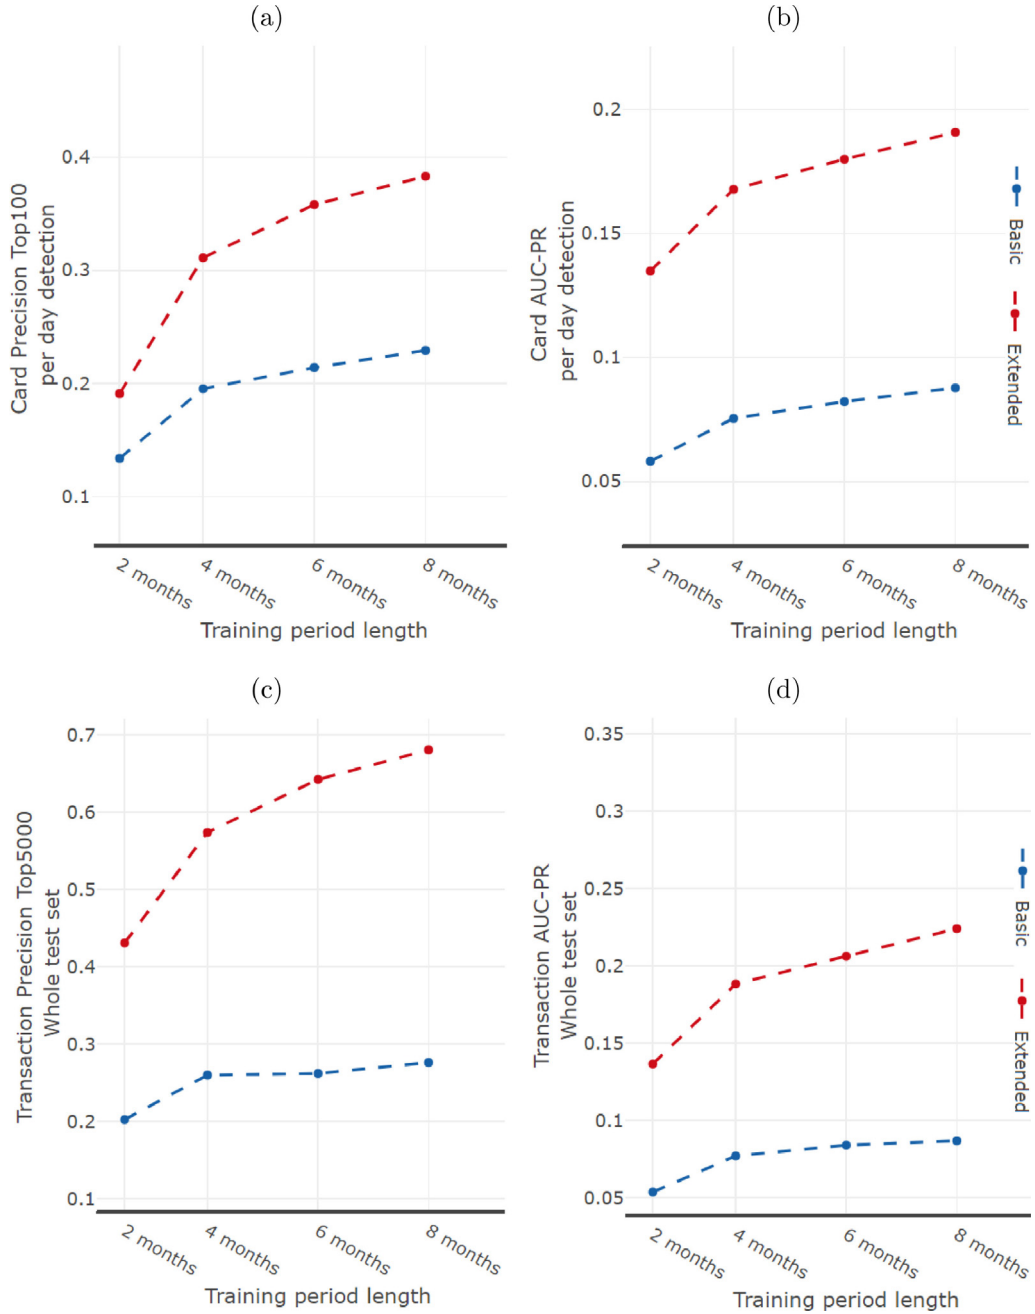 (a)
0.4
0.3
0.2
0.1
Card Precision Top100
per day detection
2 months
4 months
6 months
8 months
Training period length
(b)
0.2
0.15
0.1
0.05
Card AUC-PR
per day detection
2 months
4 months
6 months
8 months
Training period length
Basic
Extended
(c)
0.7
0.6
0.5
0.4
0.3
0.2
0.1
Transaction Precision Top5000
Whole test set
2 months
4 months
6 months
8 months
Training period length
(d)
0.35
0.3
0.25
0.2
0.15
0.1
0.05
Transaction AUC-PR
Whole test set
2 months
4 months
6 months
8 months
Training period length
Basic
Extended